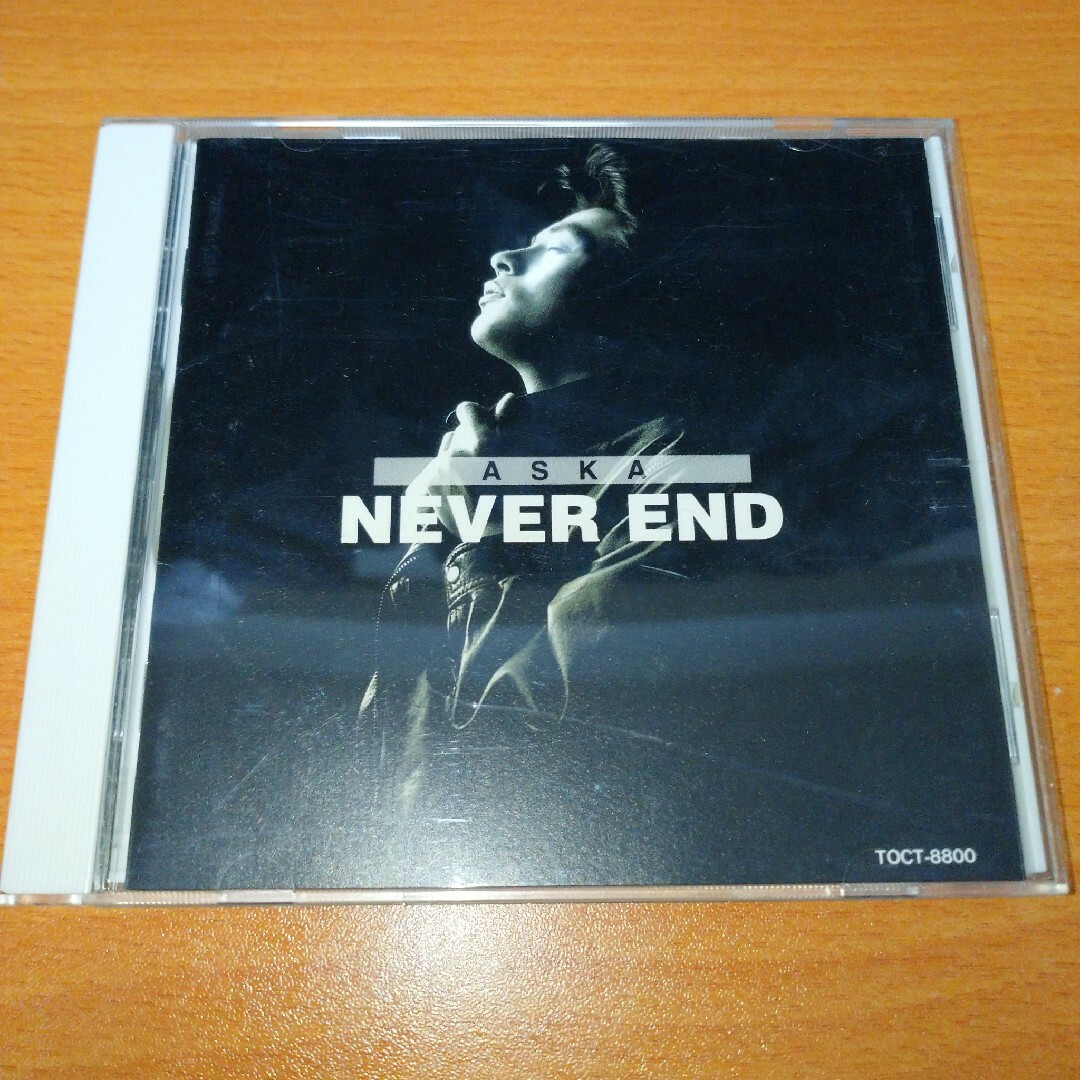 ASKA
NEVER END
TOCT-8800